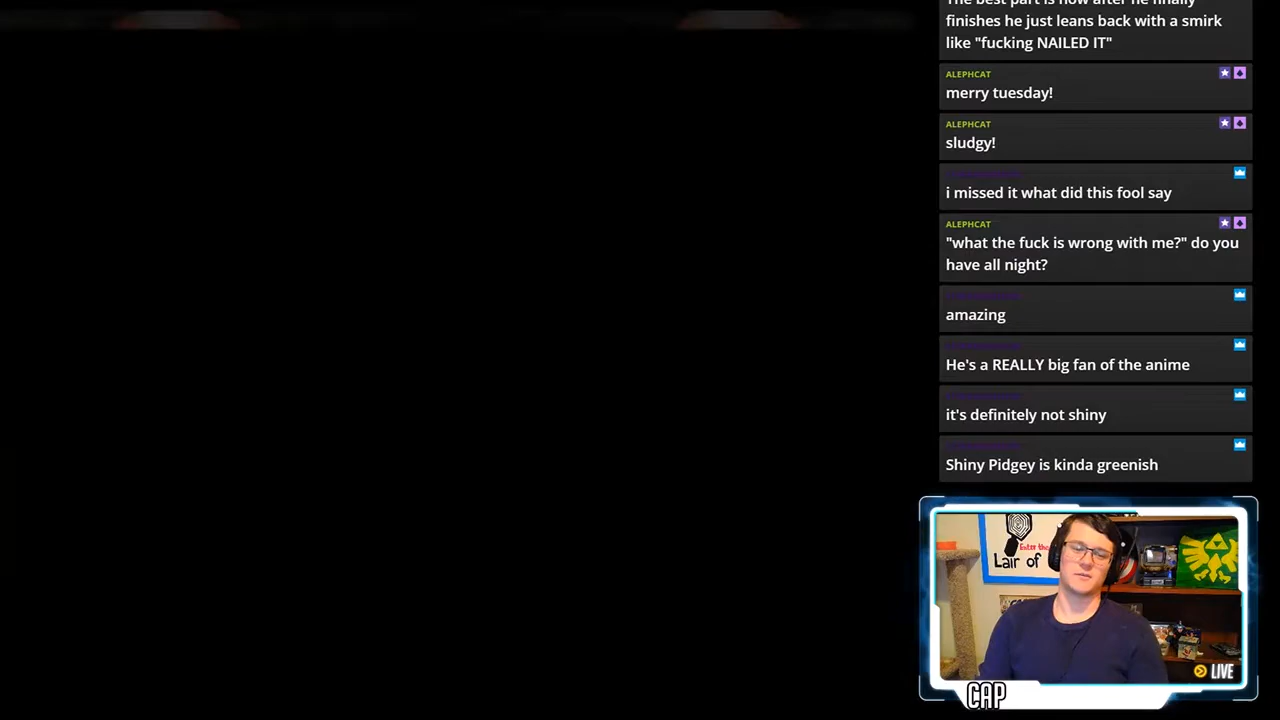 The best part is how after he finally
finishes he just leans back with a smirk
like "fucking NAILED IT"
ALEPHCAT
merry tuesday!
ALEPHCAT
sludgy!
i missed it what did this fool say
ALEPHCAT
"what the fuck is wrong with me?" do you
have all night?
amazing
He's a REALLY big fan of the anime
it's definitely not shiny
Shiny Pidgey is kinda greenish
Enter the
Lair of
LIVE
CAP